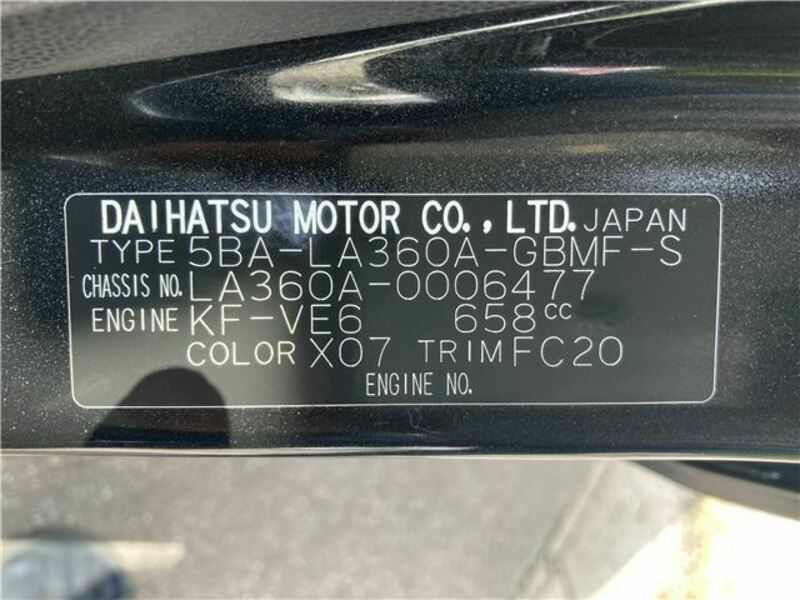 DAIHATSU MOTOR CO.,LTD. JAPAN
TYPE 5BA-LA360A-GBMF-S
CHASSIS NO. LA360A-0006477
ENGINE KF-VE6 658cc
COLOR X07 TRIM FC20
ENGINE NO.